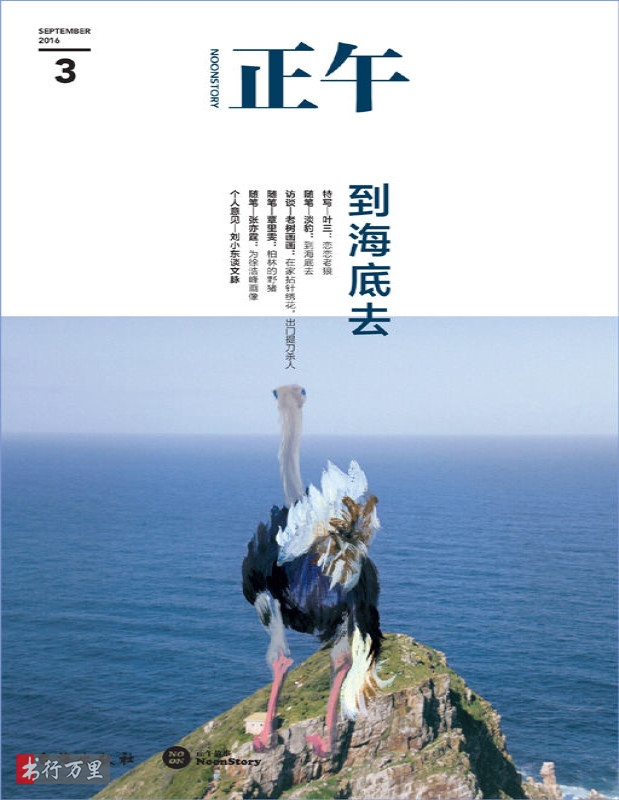 SEPTEMBER
2016
3
NOONSTORY
正午
到海底去
特写—叶三:恋恋老狼
随笔—淡豹:到海底去
访谈—老树画画:在家拈针绣花,出门提刀杀人
随笔—覃里雯:柏林的野猪
随笔—张亦霆:为徐浩峰画像
个人意见—刘小东谈文脉
书行万里
社
NO
ON
正午故事
NoonStory